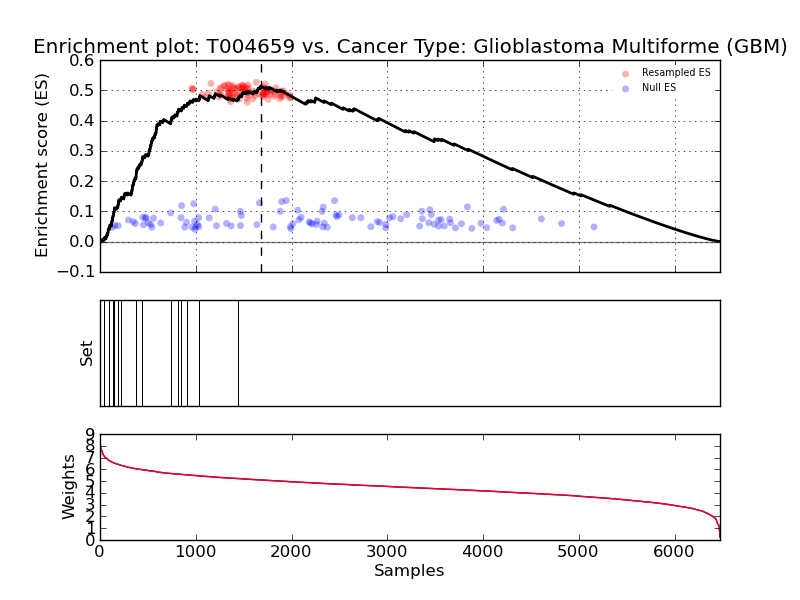 Enrichment plot: T004659 vs. Cancer Type: Glioblastoma Multiforme (GBM)
Enrichment score (ES)
0.6
0.5
0.4
0.3
0.2
0.1
0.0
−0.1
Resampled ES
Null ES
Set
Weights
9
8
7
6
5
4
3
2
1
0
0 1000 2000 3000 4000 5000 6000
Samples